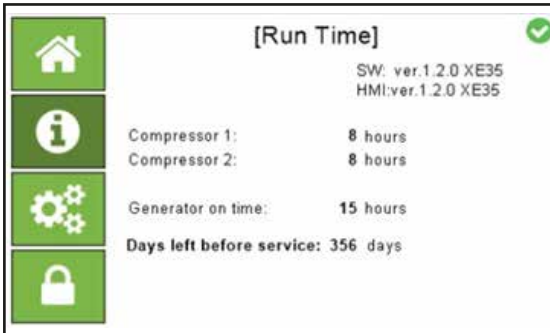 [Run Time]
SW: ver.1.2.0 XE35
HMI:ver.1.2.0 XE35
Compressor 1: 8 hours
Compressor 2: 8 hours
Generator on time: 15 hours
Days left before service: 356 days